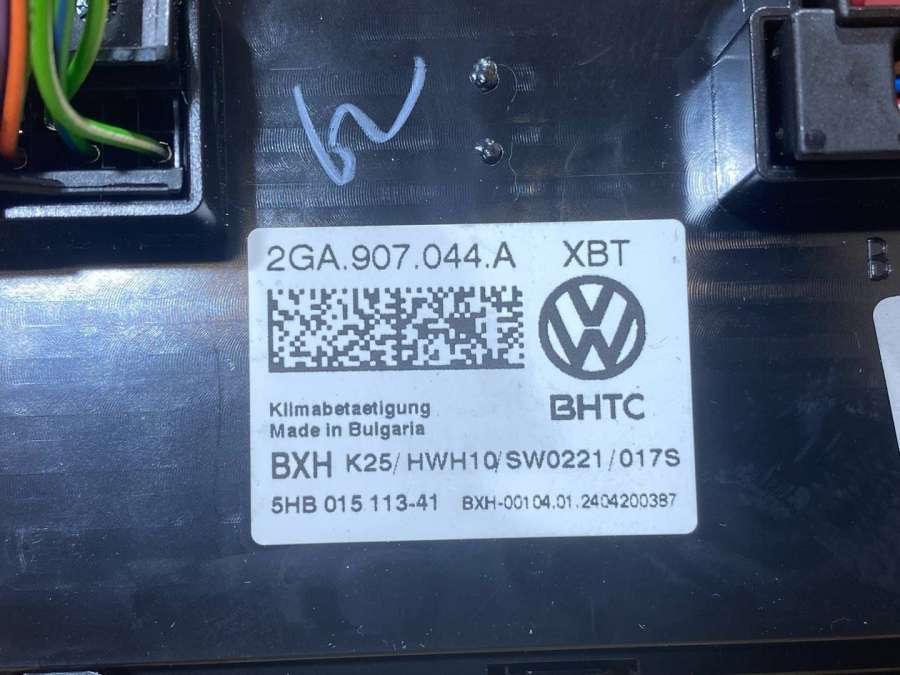 2GA.907.044.A XBT
BHTC
Klimabetaetigung
Made in Bulgaria
BXH K25/HWH10/SW0221/017S
5HB 015 113-41 BXH-00104.01.2404200387
B